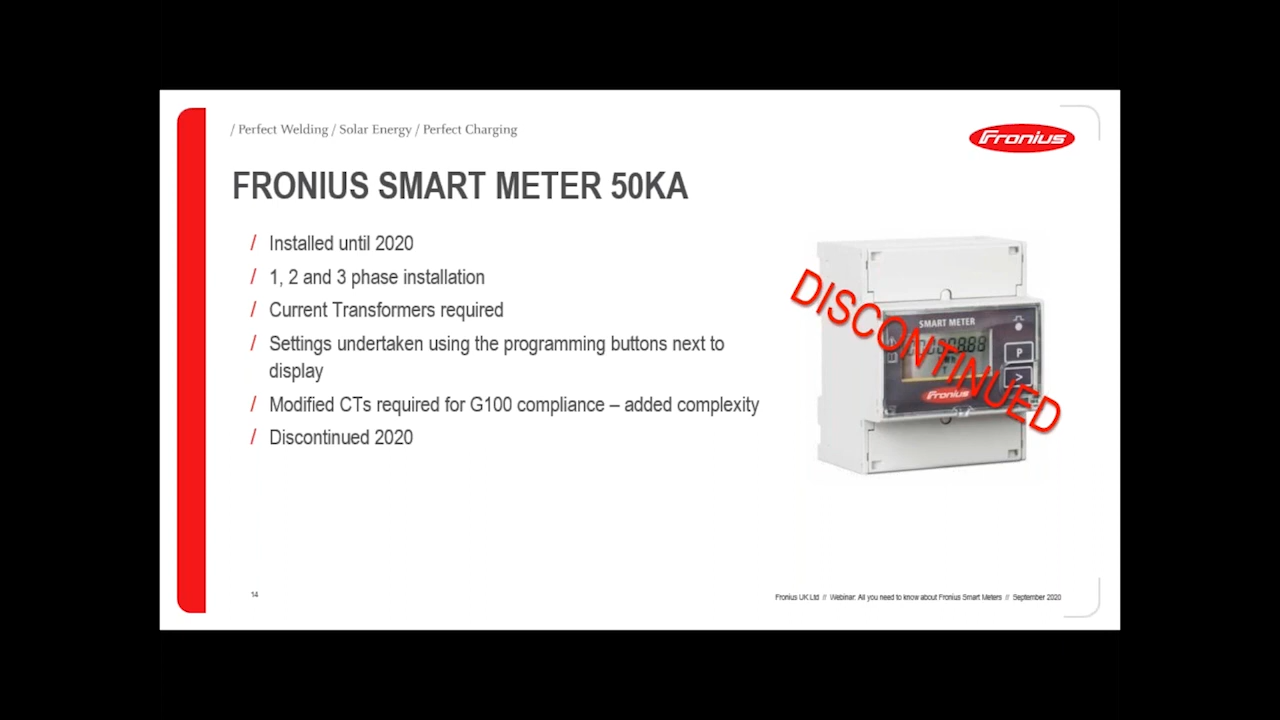 / Perfect Welding / Solar Energy / Perfect Charging
Fronius
FRONIUS SMART METER 50KA
/ Installed until 2020
/ 1, 2 and 3 phase installation
/ Current Transformers required
/ Settings undertaken using the programming buttons next to
display
/ Modified CTs required for G100 compliance – added complexity
/ Discontinued 2020
DISCONTINUED
SMART METER
P
>
Fronius
14
Fronius UK Ltd // Webinar: All you need to know about Fronius Smart Meters // September 2020